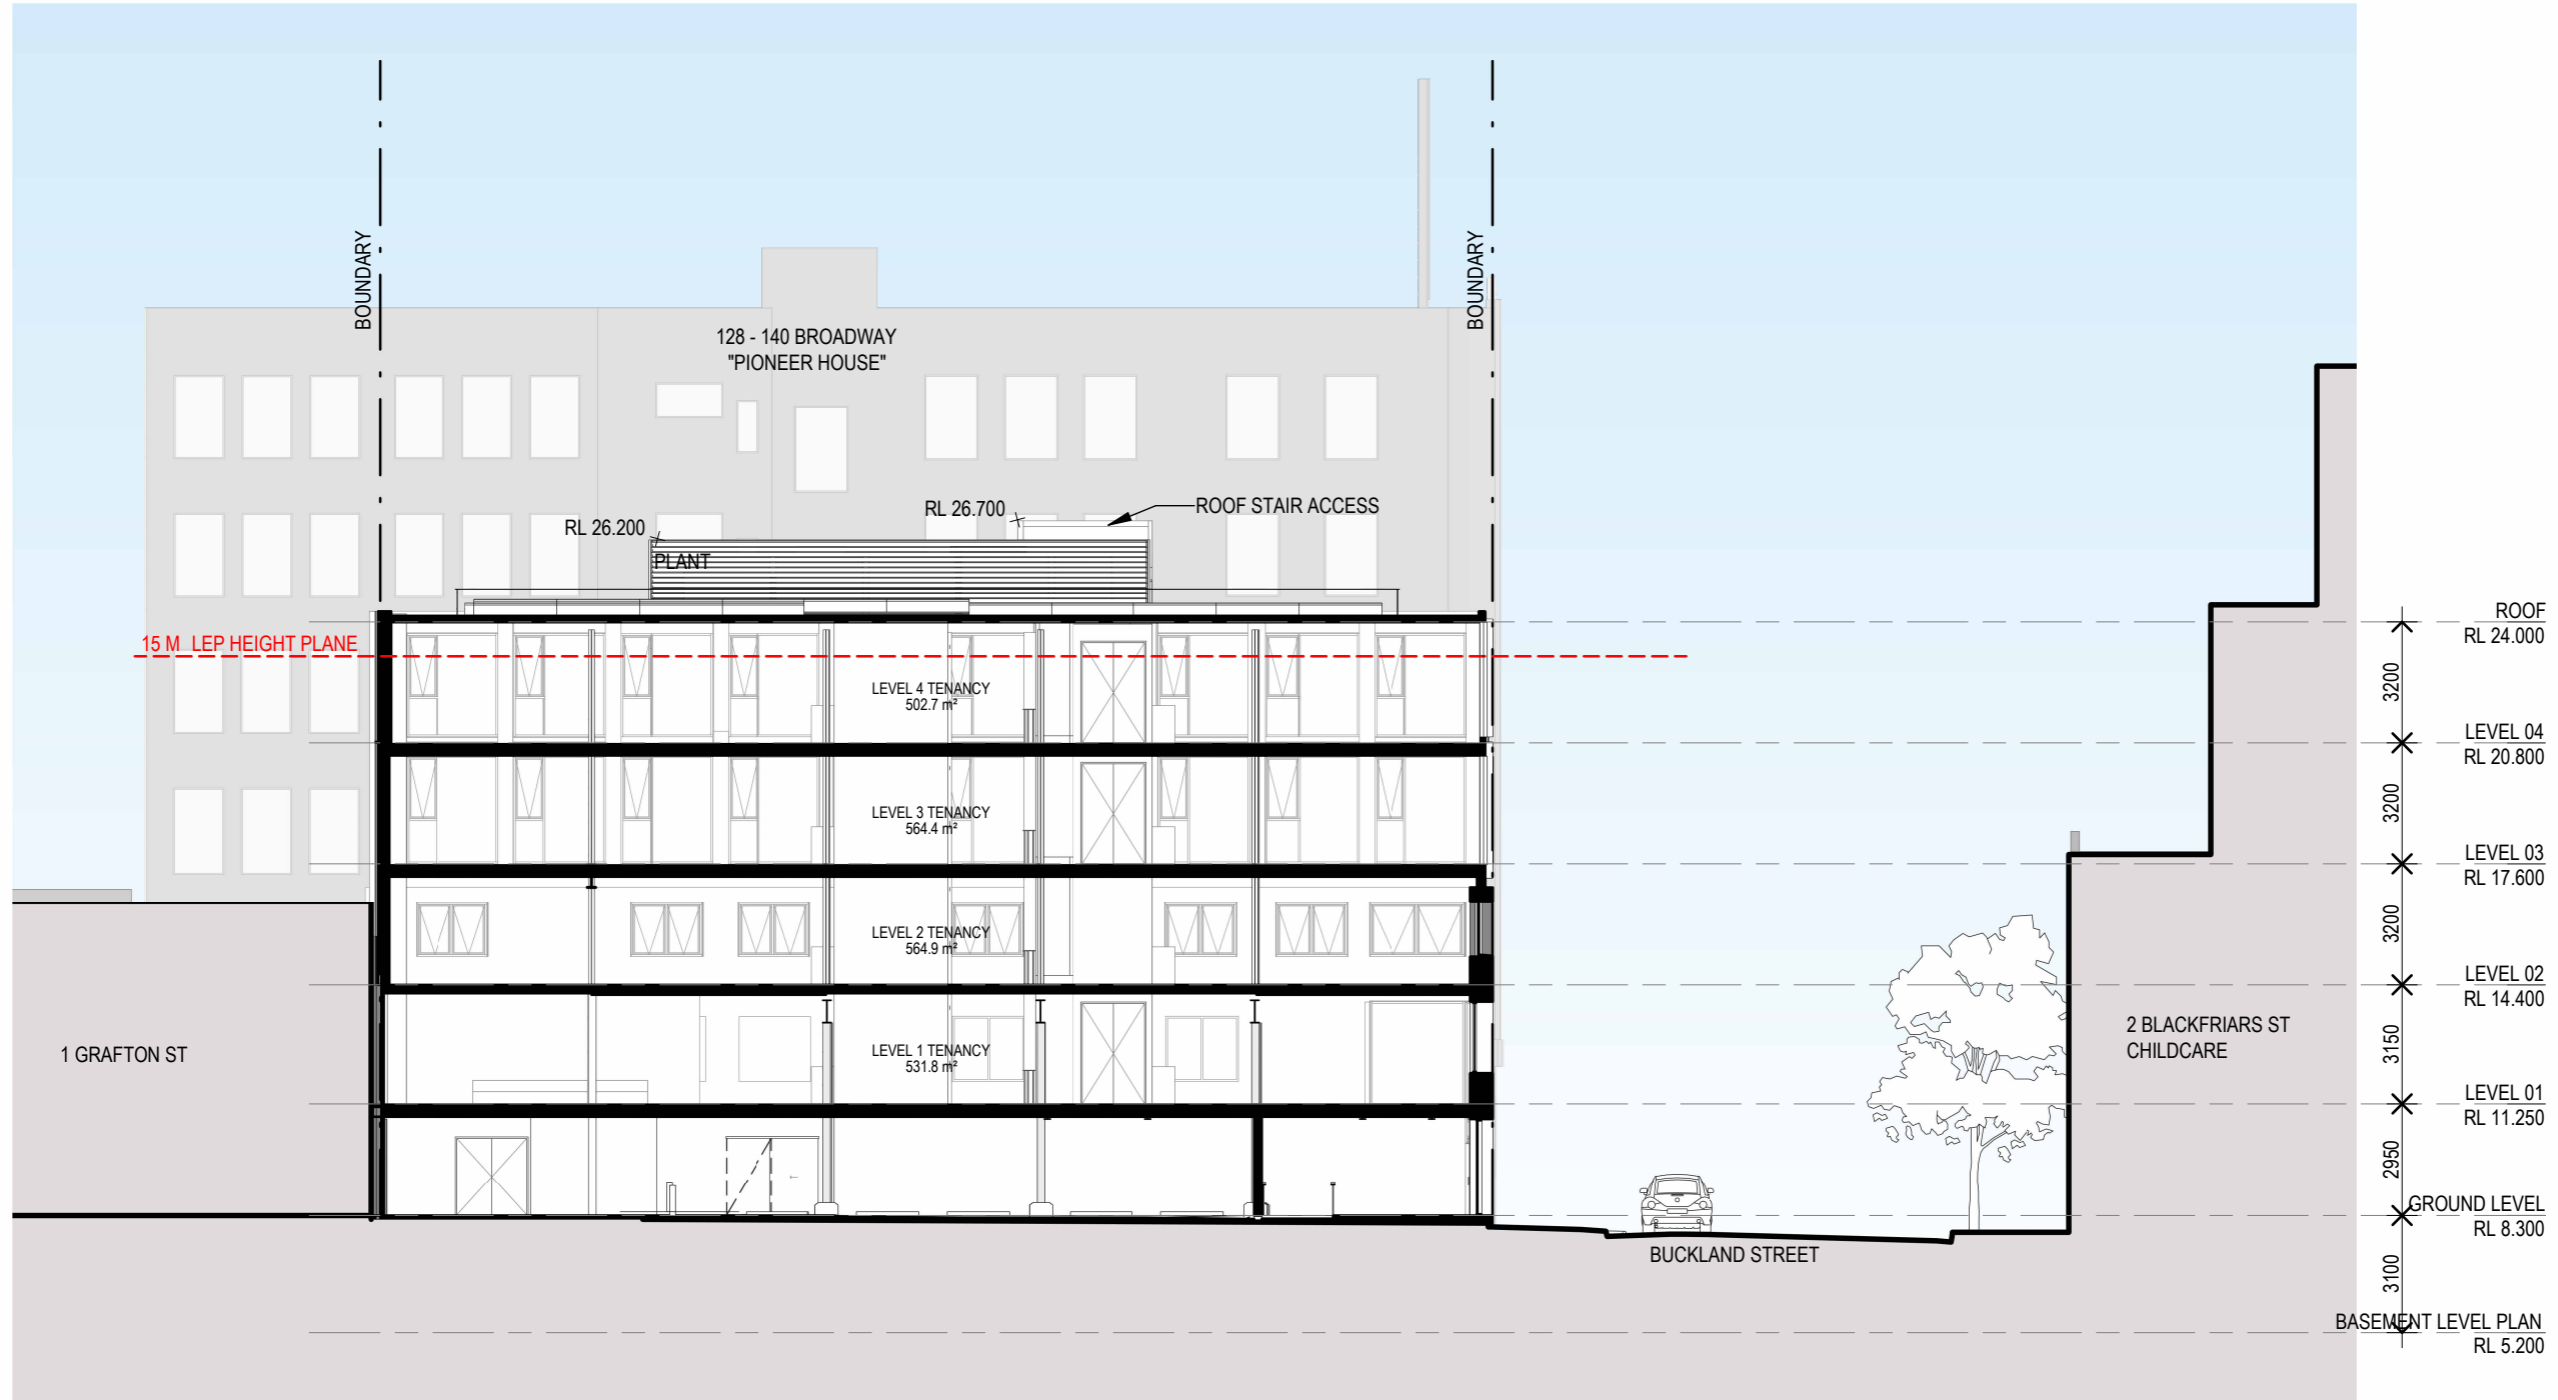 BOUNDARY
BOUNDARY
128 - 140 BROADWAY
"PIONEER HOUSE"
RL 26.700
ROOF STAIR ACCESS
RL 26.200
PLANT
15 M  LEP HEIGHT PLANE
LEVEL 4 TENANCY
502.7 m²
LEVEL 3 TENANCY
564.4 m²
LEVEL 2 TENANCY
564.9 m²
LEVEL 1 TENANCY
531.8 m²
1 GRAFTON ST
2 BLACKFRIARS ST
CHILDCARE
BUCKLAND STREET
ROOF
RL 24.000
3200
LEVEL 04
RL 20.800
3200
LEVEL 03
RL 17.600
3200
LEVEL 02
RL 14.400
3150
LEVEL 01
RL 11.250
2950
GROUND LEVEL
RL 8.300
3100
BASEMENT LEVEL PLAN
RL 5.200